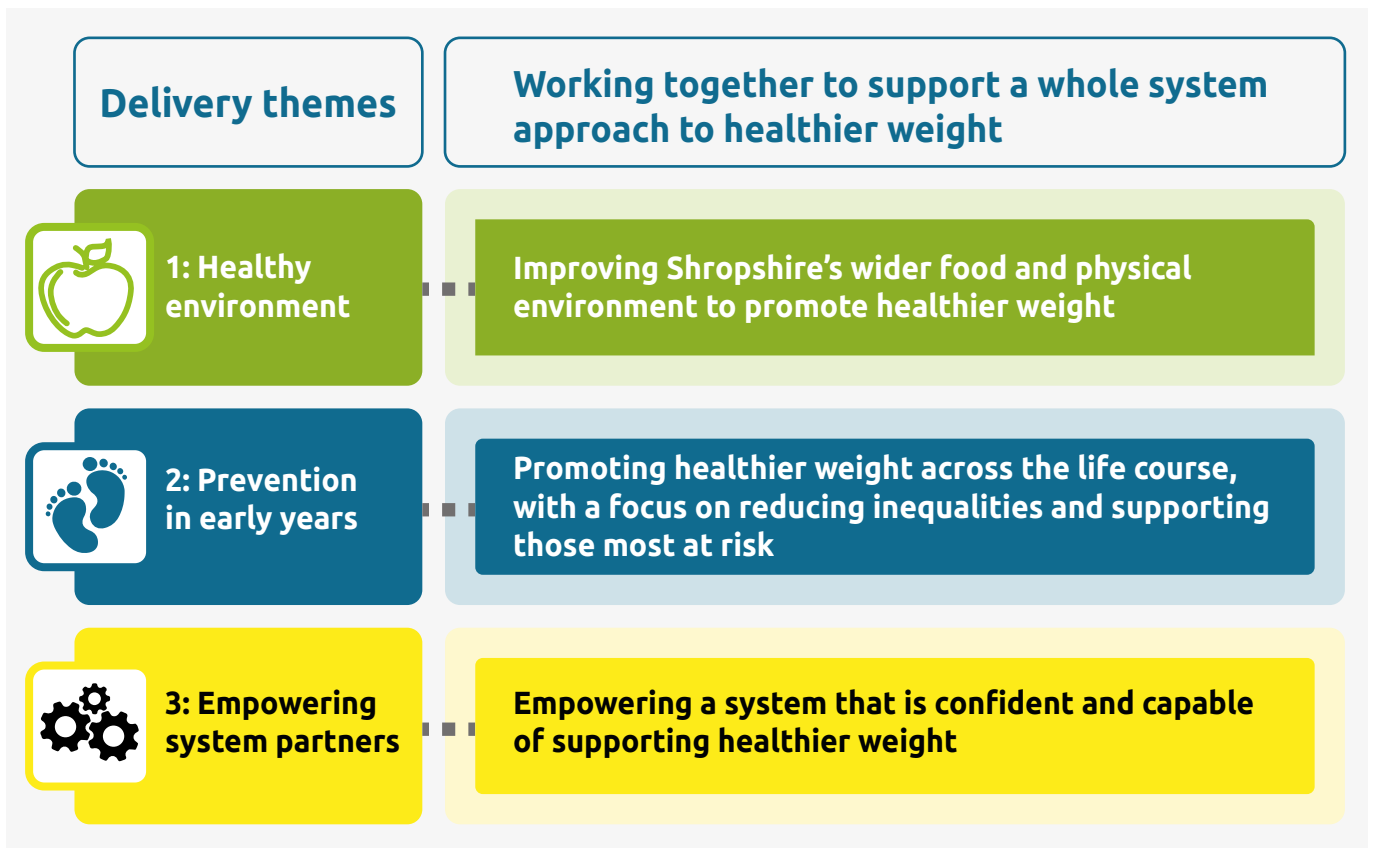 Delivery themes
Working together to support a whole system
approach to healthier weight
1: Healthy
environment
Improving Shropshire’s wider food and physical
environment to promote healthier weight
2: Prevention
in early years
Promoting healthier weight across the life course,
with a focus on reducing inequalities and supporting
those most at risk
3: Empowering
system partners
Empowering a system that is confident and capable
of supporting healthier weight